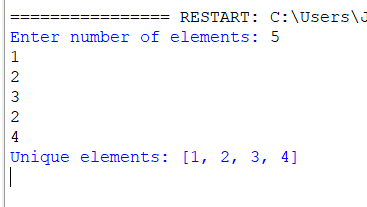 ================ RESTART: C:\Users\J
Enter number of elements: 5
1
2
3
2
4
Unique elements: [1, 2, 3, 4]